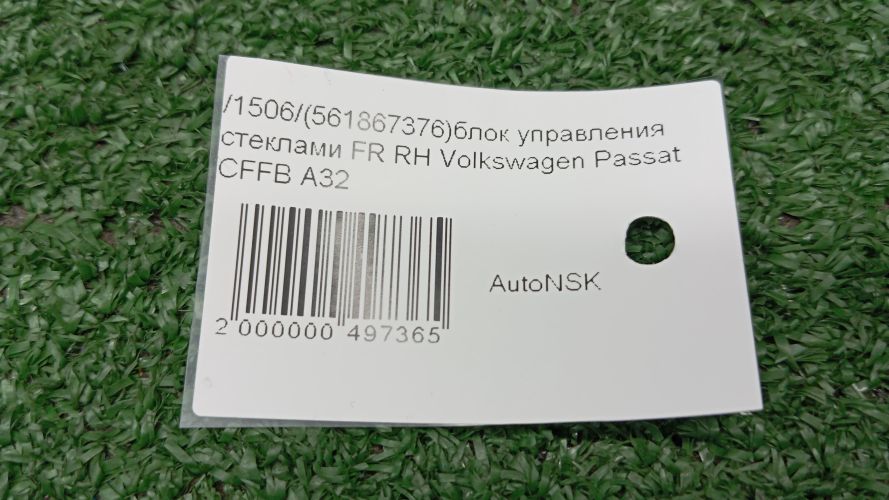 /1506/(561867376)блок управления
стеклами FR RH Volkswagen Passat
CFFB A32
AutoNSK
2 000000 497365